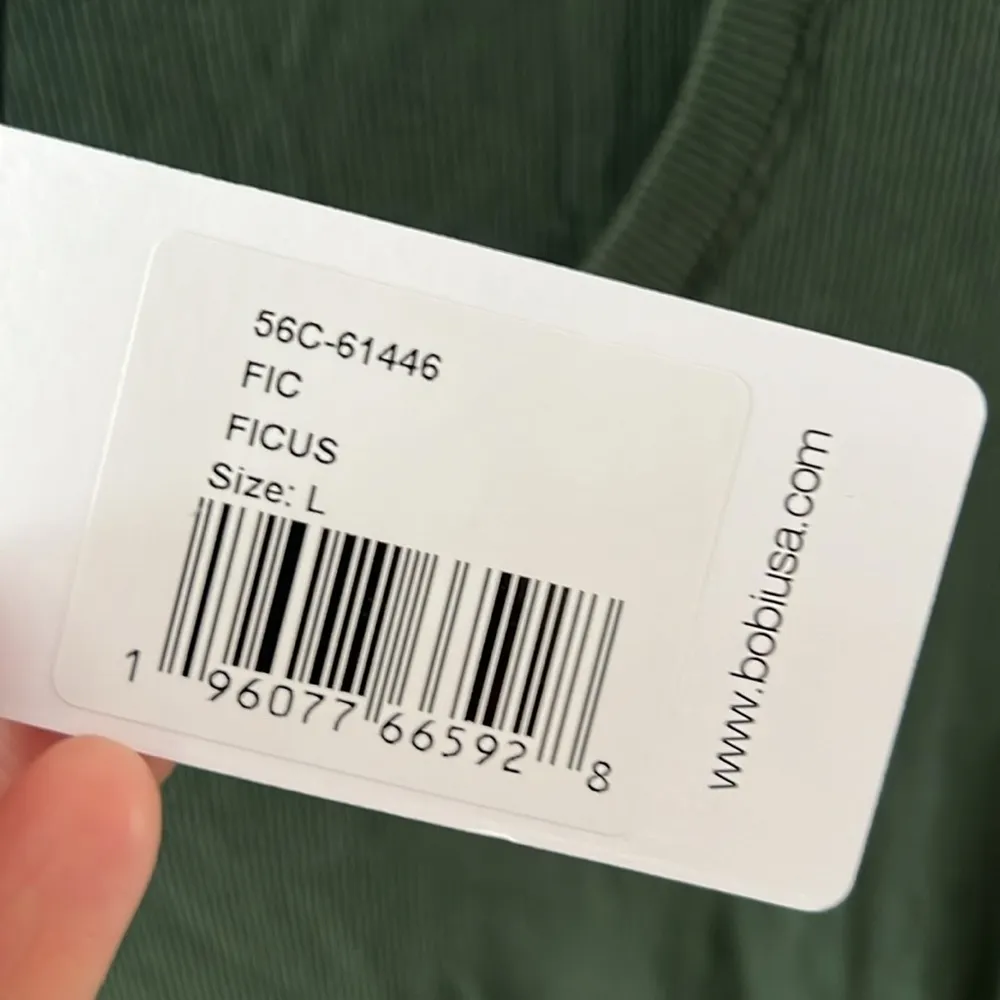 56C-61446
FIC
FICUS
Size: L
1 96077 66592 8
www.bobiusa.com